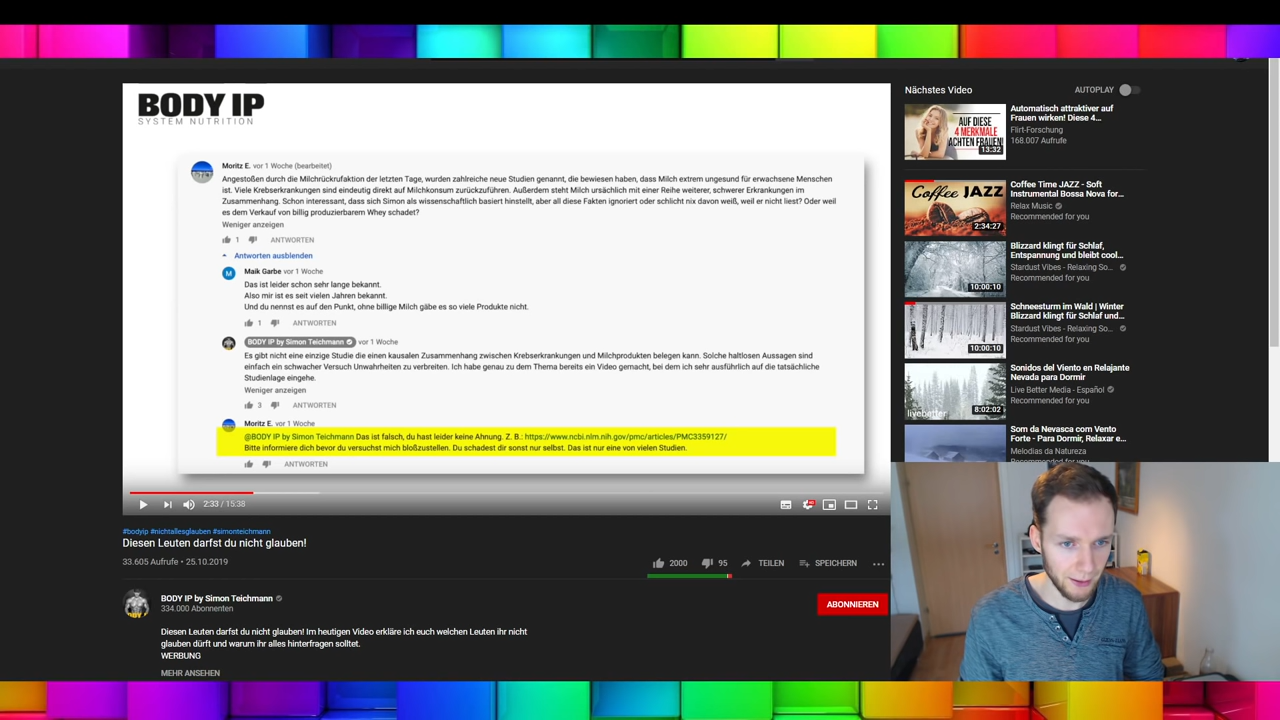 BODY IP
SYSTEM NUTRITION
Moritz E. vor 1 Woche (bearbeitet)
Angestoßen durch die Milchrückrufaktion der letzten Tage, wurden zahlreiche neue Studien genannt, die bewiesen haben, dass Milch extrem ungesund für erwachsene Menschen
ist. Viele Krebserkrankungen sind eindeutig direkt auf Milchkonsum zurückzuführen. Außerdem steht Milch ursächlich mit einer Reihe weiterer, schwerer Erkrankungen im
Zusammenhang. Schon interessant, dass sich Simon als wissenschaftlich basiert hinstellt, aber all diese Fakten ignoriert oder schlicht nix davon weiß, weil er nicht liest? Oder weil
es dem Verkauf von billig produzierbarem Whey schadet?
Weniger anzeigen
1 ANTWORTEN
Antworten ausblenden
M
Maik Garbe vor 1 Woche
Das ist leider schon sehr lange bekannt.
Also mir ist es seit vielen Jahren bekannt.
Und du nennst es auf den Punkt, ohne billige Milch gäbe es so viele Produkte nicht.
1 ANTWORTEN
BODY IP by Simon Teichmann vor 1 Woche
Es gibt nicht eine einzige Studie die einen kausalen Zusammenhang zwischen Krebserkrankungen und Milchprodukten belegen kann. Solche haltlosen Aussagen sind
einfach ein schwacher Versuch Unwahrheiten zu verbreiten. Ich habe genau zu dem Thema bereits ein Video gemacht, bei dem ich sehr ausführlich auf die tatsächliche
Studienlage eingehe.
Weniger anzeigen
3 ANTWORTEN
Moritz E. vor 1 Woche
@BODY IP by Simon Teichmann Das ist falsch, du hast leider keine Ahnung. Z. B.: https://www.ncbi.nlm.nih.gov/pmc/articles/PMC3359127/
Bitte informiere dich bevor du versuchst mich bloßzustellen. Du schadest dir sonst nur selbst. Das ist nur eine von vielen Studien.
ANTWORTEN
2:33 / 15:38
#bodyip #nichtallesglauben #simonteichmann
Diesen Leuten darfst du nicht glauben!
33.605 Aufrufe • 25.10.2019
2000 95 TEILEN SPEICHERN
BODY IP by Simon Teichmann
334.000 Abonnenten
ABONNIEREN
Diesen Leuten darfst du nicht glauben! Im heutigen Video erkläre ich euch welchen Leuten ihr nicht
glauben dürft und warum ihr alles hinterfragen solltet.
WERBUNG
MEHR ANSEHEN
Nächstes Video
AUTOPLAY
AUF DIESE
4 MERKMALE
ACHTEN FRAUEN!
13:32
Automatisch attraktiver auf
Frauen wirken! Diese 4...
Flirt-Forschung
168.007 Aufrufe
Coffee JAZZ
2:34:27
Coffee Time JAZZ - Soft
Instrumental Bossa Nova for...
Relax Music
Recommended for you
10:00:10
Blizzard klingt für Schlaf,
Entspannung und bleibt cool...
Stardust Vibes - Relaxing So...
Recommended for you
10:00:10
Schneesturm im Wald | Winter
Blizzard klingt für Schlaf und...
Stardust Vibes - Relaxing So...
Recommended for you
livebetter
8:02:02
Sonidos del Viento en Relajante
Nevada para Dormir
Live Better Media - Español
Recommended for you
Som da Nevasca com Vento
Forte - Para Dormir, Relaxar e...
Melodias da Natureza
Recommended for you